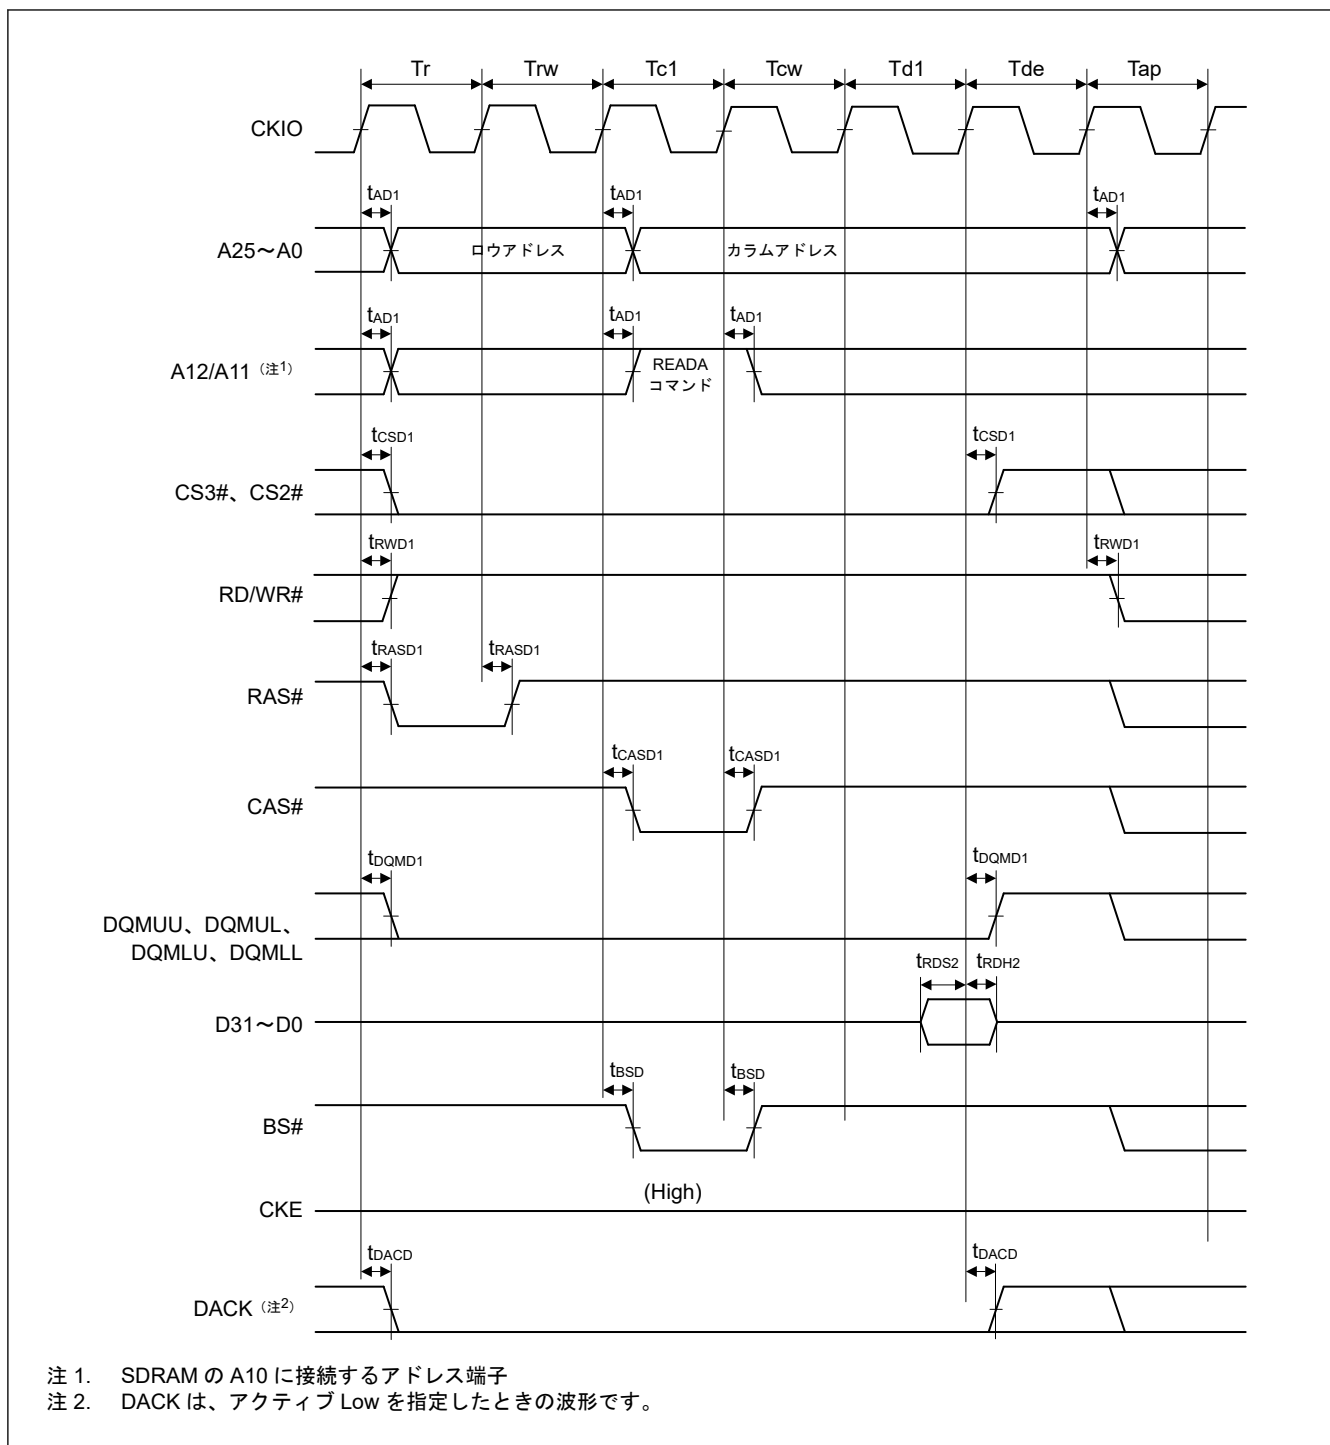 Tr Trw Tc1 Tcw Td1 Tde Tap
CKIO
tAD1 tAD1 tAD1
A25～A0 ロウアドレス カラムアドレス
tAD1 tAD1 tAD1
A12/A11（注1） READA
コマンド
tCSD1 tCSD1
CS3#、CS2#
tRWD1 tRWD1
RD/WR#
tRASD1 tRASD1
RAS#
tCASD1 tCASD1
CAS#
tDQMD1 tDQMD1
DQMUU、DQMUL、
DQMLU、DQMLL
tRDS2 tRDH2
D31～D0
tBSD tBSD
BS#
(High)
CKE
tDACD tDACD
DACK（注2）
注 1. SDRAM の A10 に接続するアドレス端子
注 2. DACK は、アクティブ Low を指定したときの波形です。